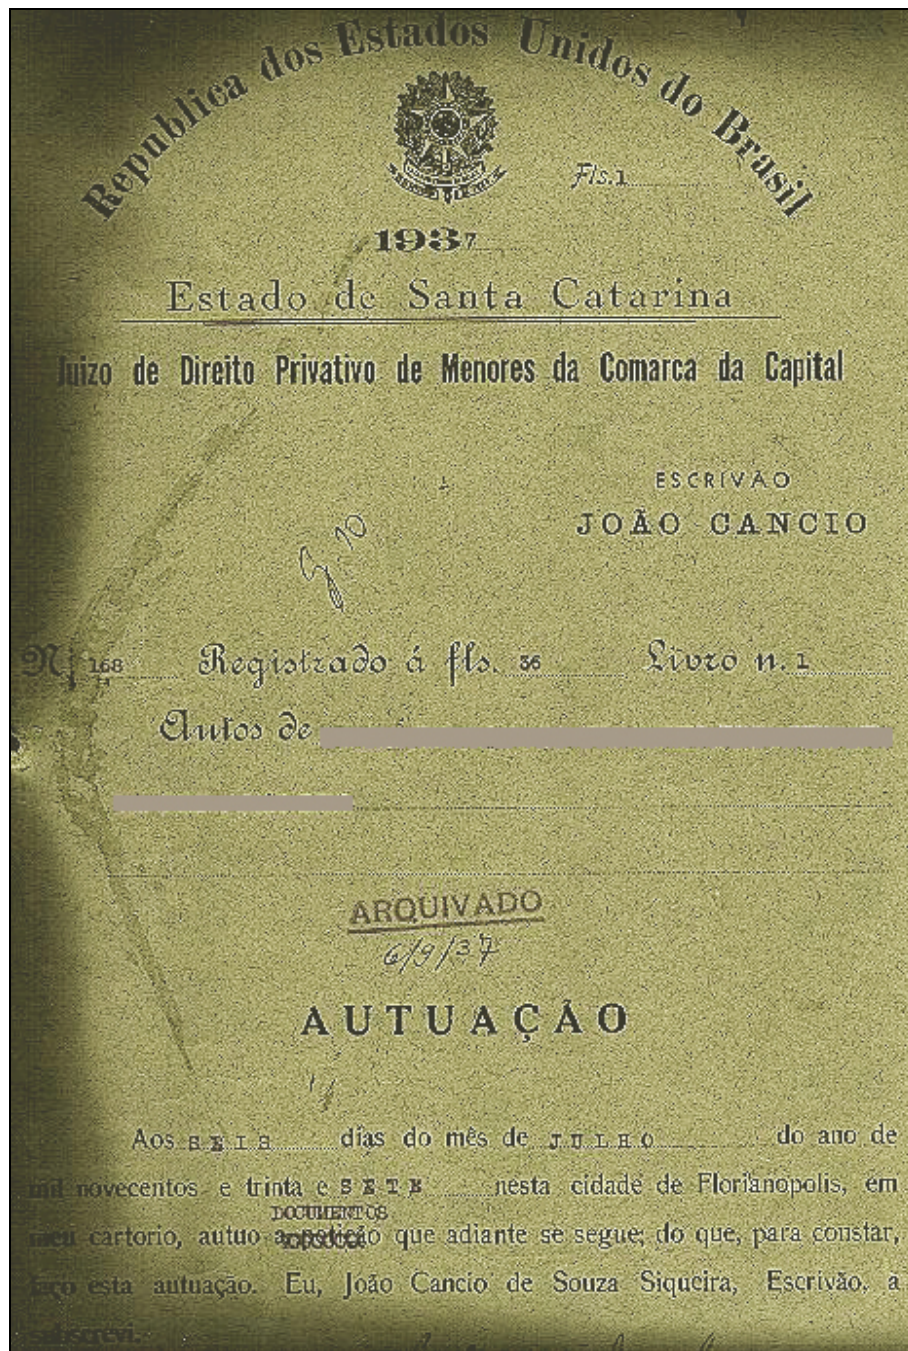 Republica dos Estados Unidos do Brasil
Fls.1
1937
Estado de Santa Catarina
Juizo de Direito Privativo de Menores da Comarca da Capital
ESCRIVÃO
JOÃO CANCIO
g.10
N. 168 Registrado á fls. 56 Livro n. 1
Autos de
ARQUIVADO
6/9/37
AUTUAÇÃO
Aos SEIS dias do mês de JULHO do ano de
mil novecentos e trinta e SETE nesta cidade de Florianopolis, em
DOCUMENTOS
meu cartorio, autuo a petição que adiante se segue; do que, para constar,
faço esta autuação. Eu, João Cancio de Souza Siqueira, Escrivão, a
subscrevi.